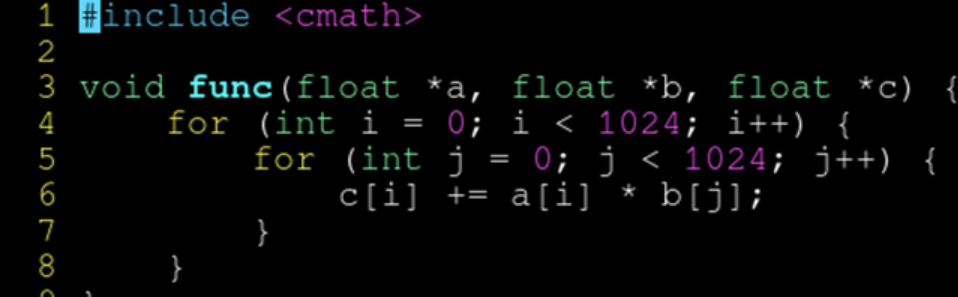 1 #include <cmath>
2
3 void func(float *a, float *b, float *c) {
4     for (int i = 0; i < 1024; i++) {
5         for (int j = 0; j < 1024; j++) {
6             c[i] += a[i] * b[j];
7         }
8     }
9 }